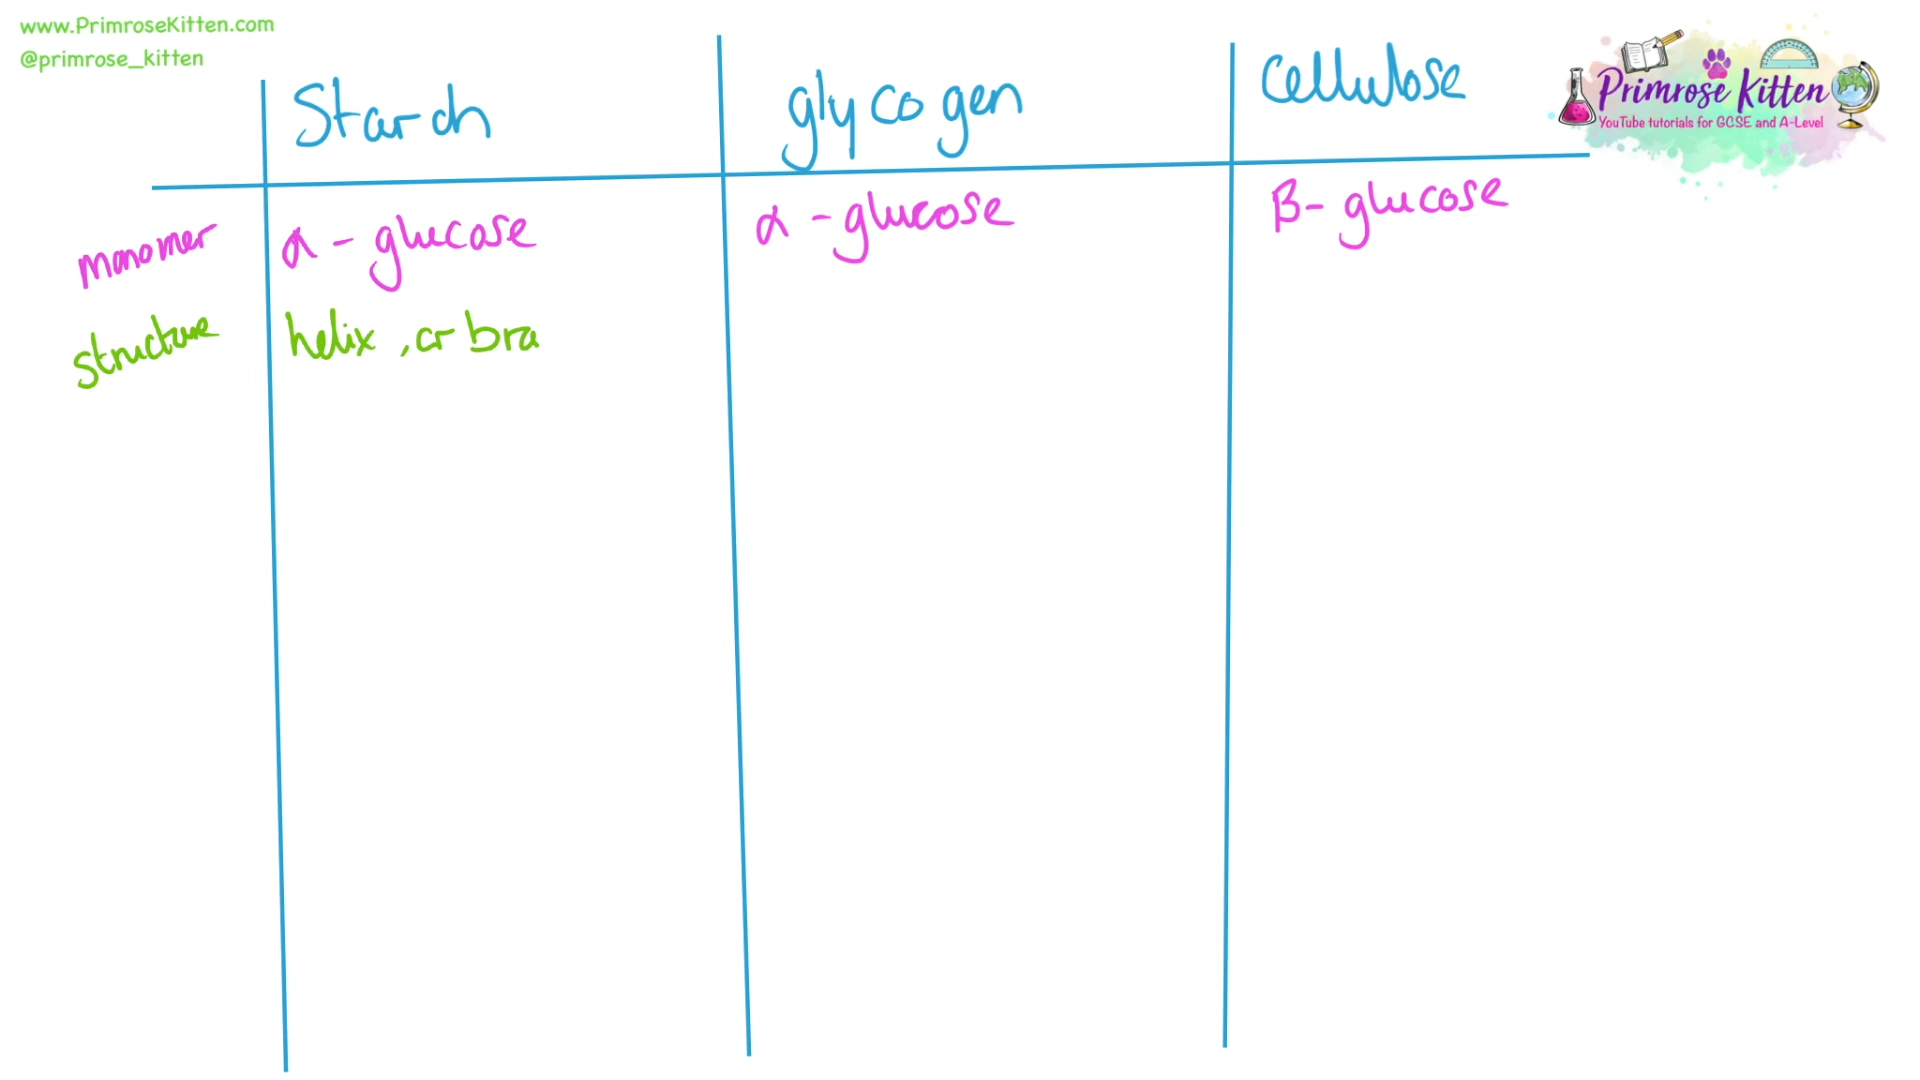 www.PrimroseKitten.com
@primrose_kitten
Primrose Kitten
YouTube tutorials for GCSE and A-Level
Starch glycogen cellulose
monomer α - glucose α - glucose β - glucose
structure helix, or bra